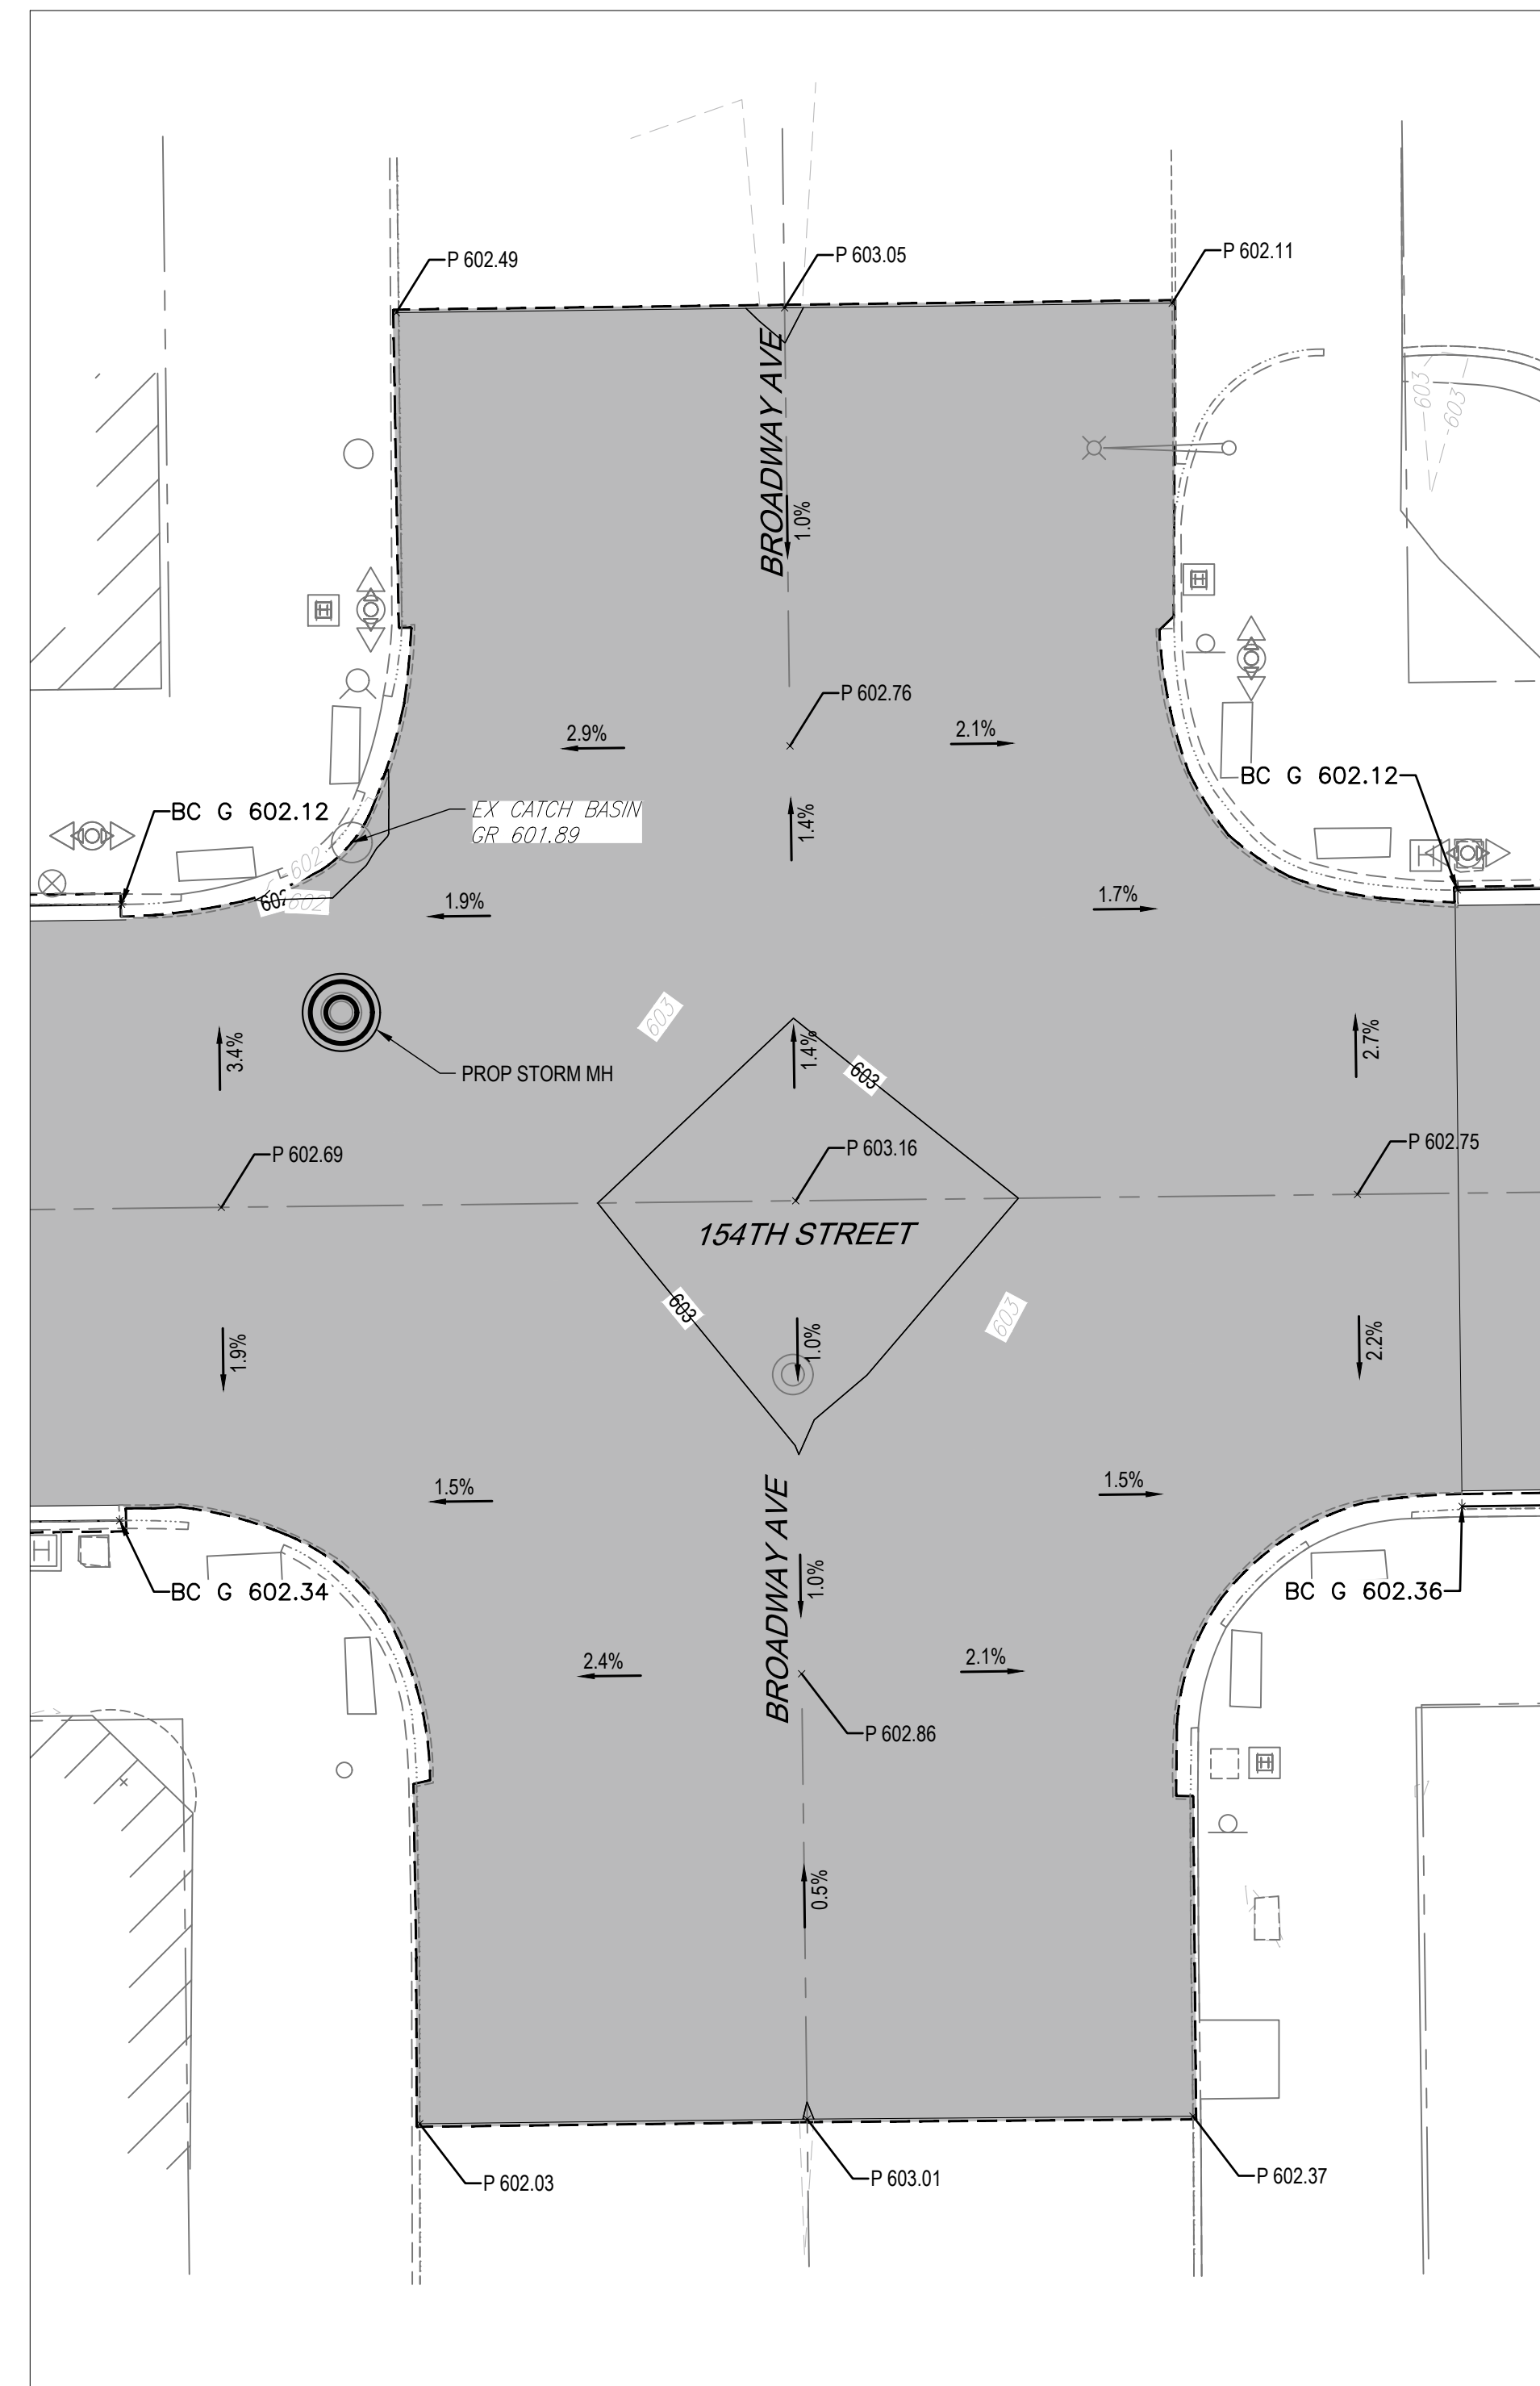 P 602.49
P 603.05
P 602.11
BROADWAY AVE
603
603
1.0%
P 602.76
2.9%
2.1%
BC G 602.12
BC G 602.12
EX CATCH BASIN
GR 601.89
1.4%
602
602
1.9%
1.7%
603
3.4%
1.4%
603
2.7%
PROP STORM MH
P 602.69
P 603.16
P 602.75
154TH STREET
603
603
1.9%
1.0%
2.2%
1.5%
1.5%
BROADWAY AVE
1.0%
BC G 602.34
BC G 602.36
2.4%
2.1%
P 602.86
0.5%
P 602.03
P 603.01
P 602.37